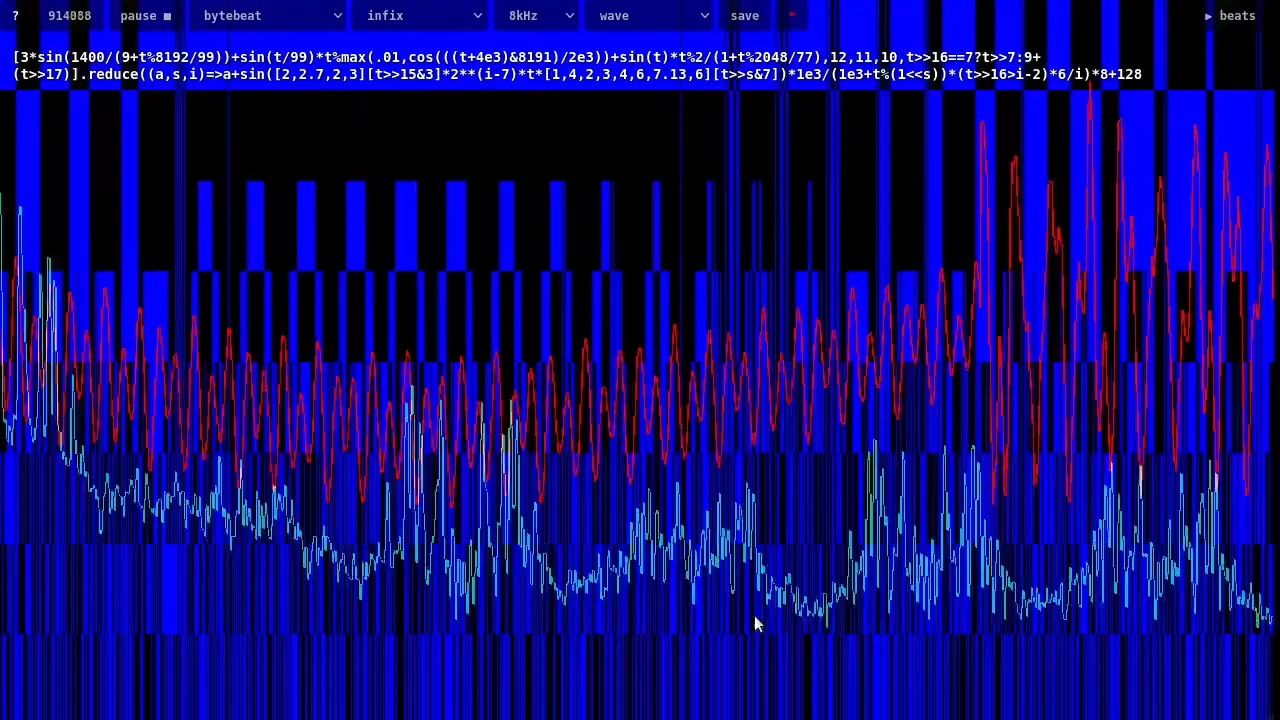 ? 914088 pause ■ bytebeat infix 8kHz wave save ▶ beats
[3*sin(1400/(9+t%8192/99))+sin(t/99)*t%max(.01,cos(((t+4e3)&8191)/2e3))+sin(t)*t%2/(1+t%2048/77),12,11,10,t>>16==7?t>>7:9+
(t>>17)].reduce((a,s,i)=>a+sin([2,2.7,2,3][t>>15&3]*2**(i-7)*t*[1,4,2,3,4,6,7.13,6][t>>s&7])*1e3/(1e3+t%(1<<s))*(t>>16>i-2)*6/i)*8+128